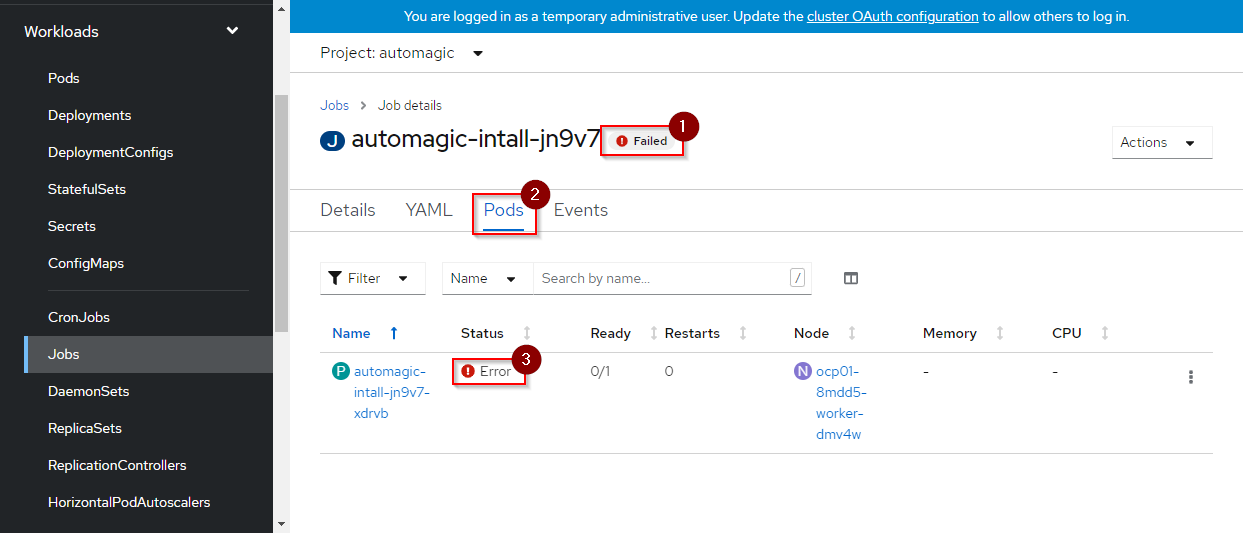 You are logged in as a temporary administrative user. Update the cluster OAuth configuration to allow others to log in.
Workloads
Pods
Deployments
DeploymentConfigs
StatefulSets
Secrets
ConfigMaps
CronJobs
Jobs
DaemonSets
ReplicaSets
ReplicationControllers
HorizontalPodAutoscalers
Project: automagic
Jobs > Job details
J automagic-intall-jn9v7 Failed 1
Actions
Details YAML Pods 2 Events
Filter Name Search by name... /
Name Status Ready Restarts Node Memory CPU
P automagic- Error 3 0/1 0 N ocp01- - -
intall-jn9v7- 8mdd5-
xdrvb worker-
dmv4w